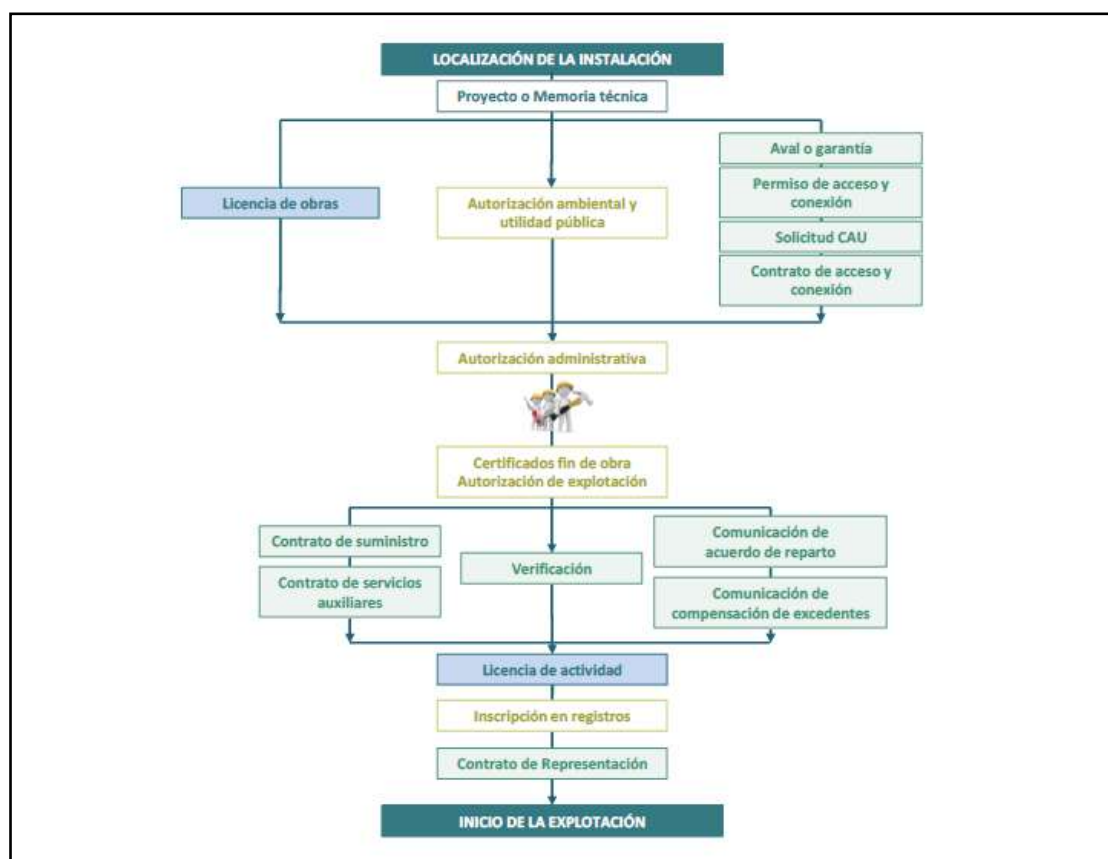 LOCALIZACIÓN DE LA INSTALACIÓN
Proyecto o Memoria técnica
Licencia de obras
Autorización ambiental y
utilidad pública
Aval o garantía
Permiso de acceso y
conexión
Solicitud CAU
Contrato de acceso y
conexión
Autorización administrativa
Certificados fin de obra
Autorización de explotación
Contrato de suministro
Contrato de servicios
auxiliares
Verificación
Comunicación de
acuerdo de reparto
Comunicación de
compensación de excedentes
Licencia de actividad
Inscripción en registros
Contrato de Representación
INICIO DE LA EXPLOTACIÓN